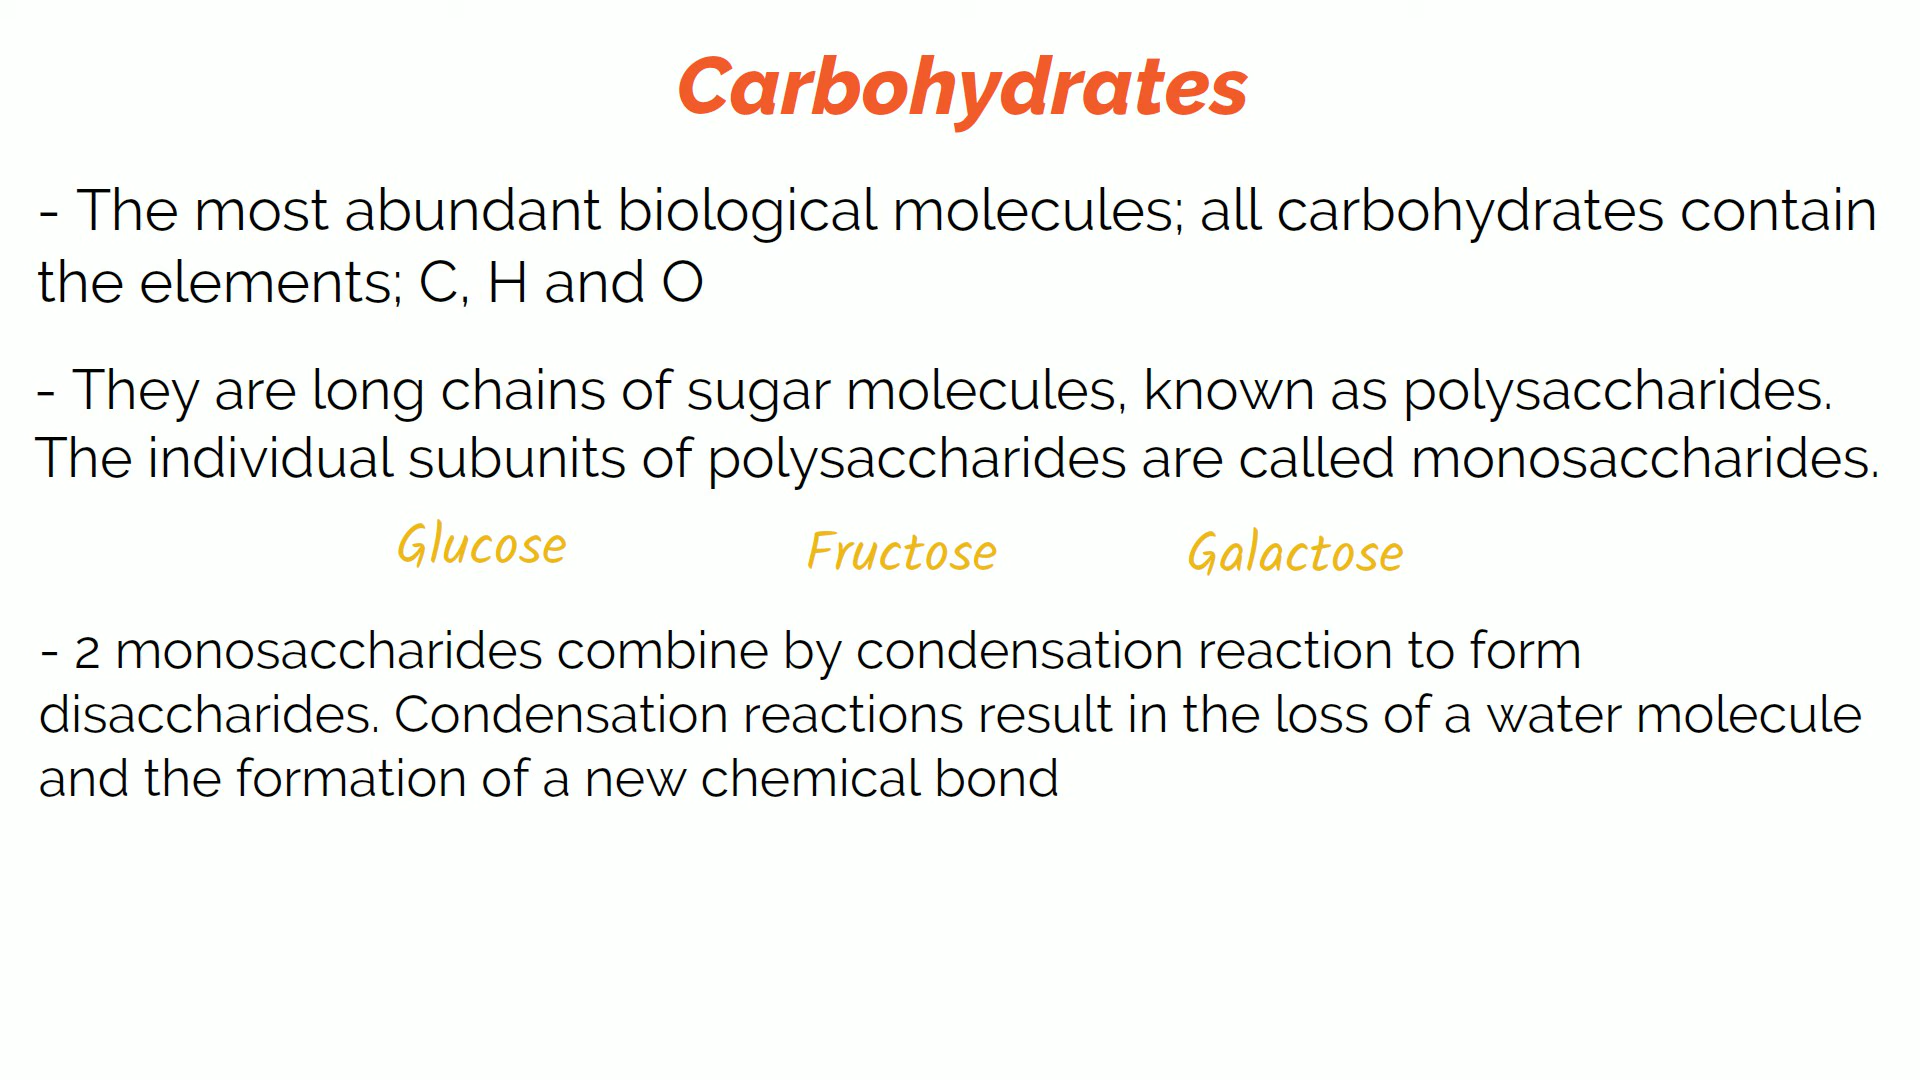 Carbohydrates
- The most abundant biological molecules; all carbohydrates contain
the elements; C, H and O
- They are long chains of sugar molecules, known as polysaccharides.
The individual subunits of polysaccharides are called monosaccharides.
Glucose Fructose Galactose
- 2 monosaccharides combine by condensation reaction to form
disaccharides. Condensation reactions result in the loss of a water molecule
and the formation of a new chemical bond